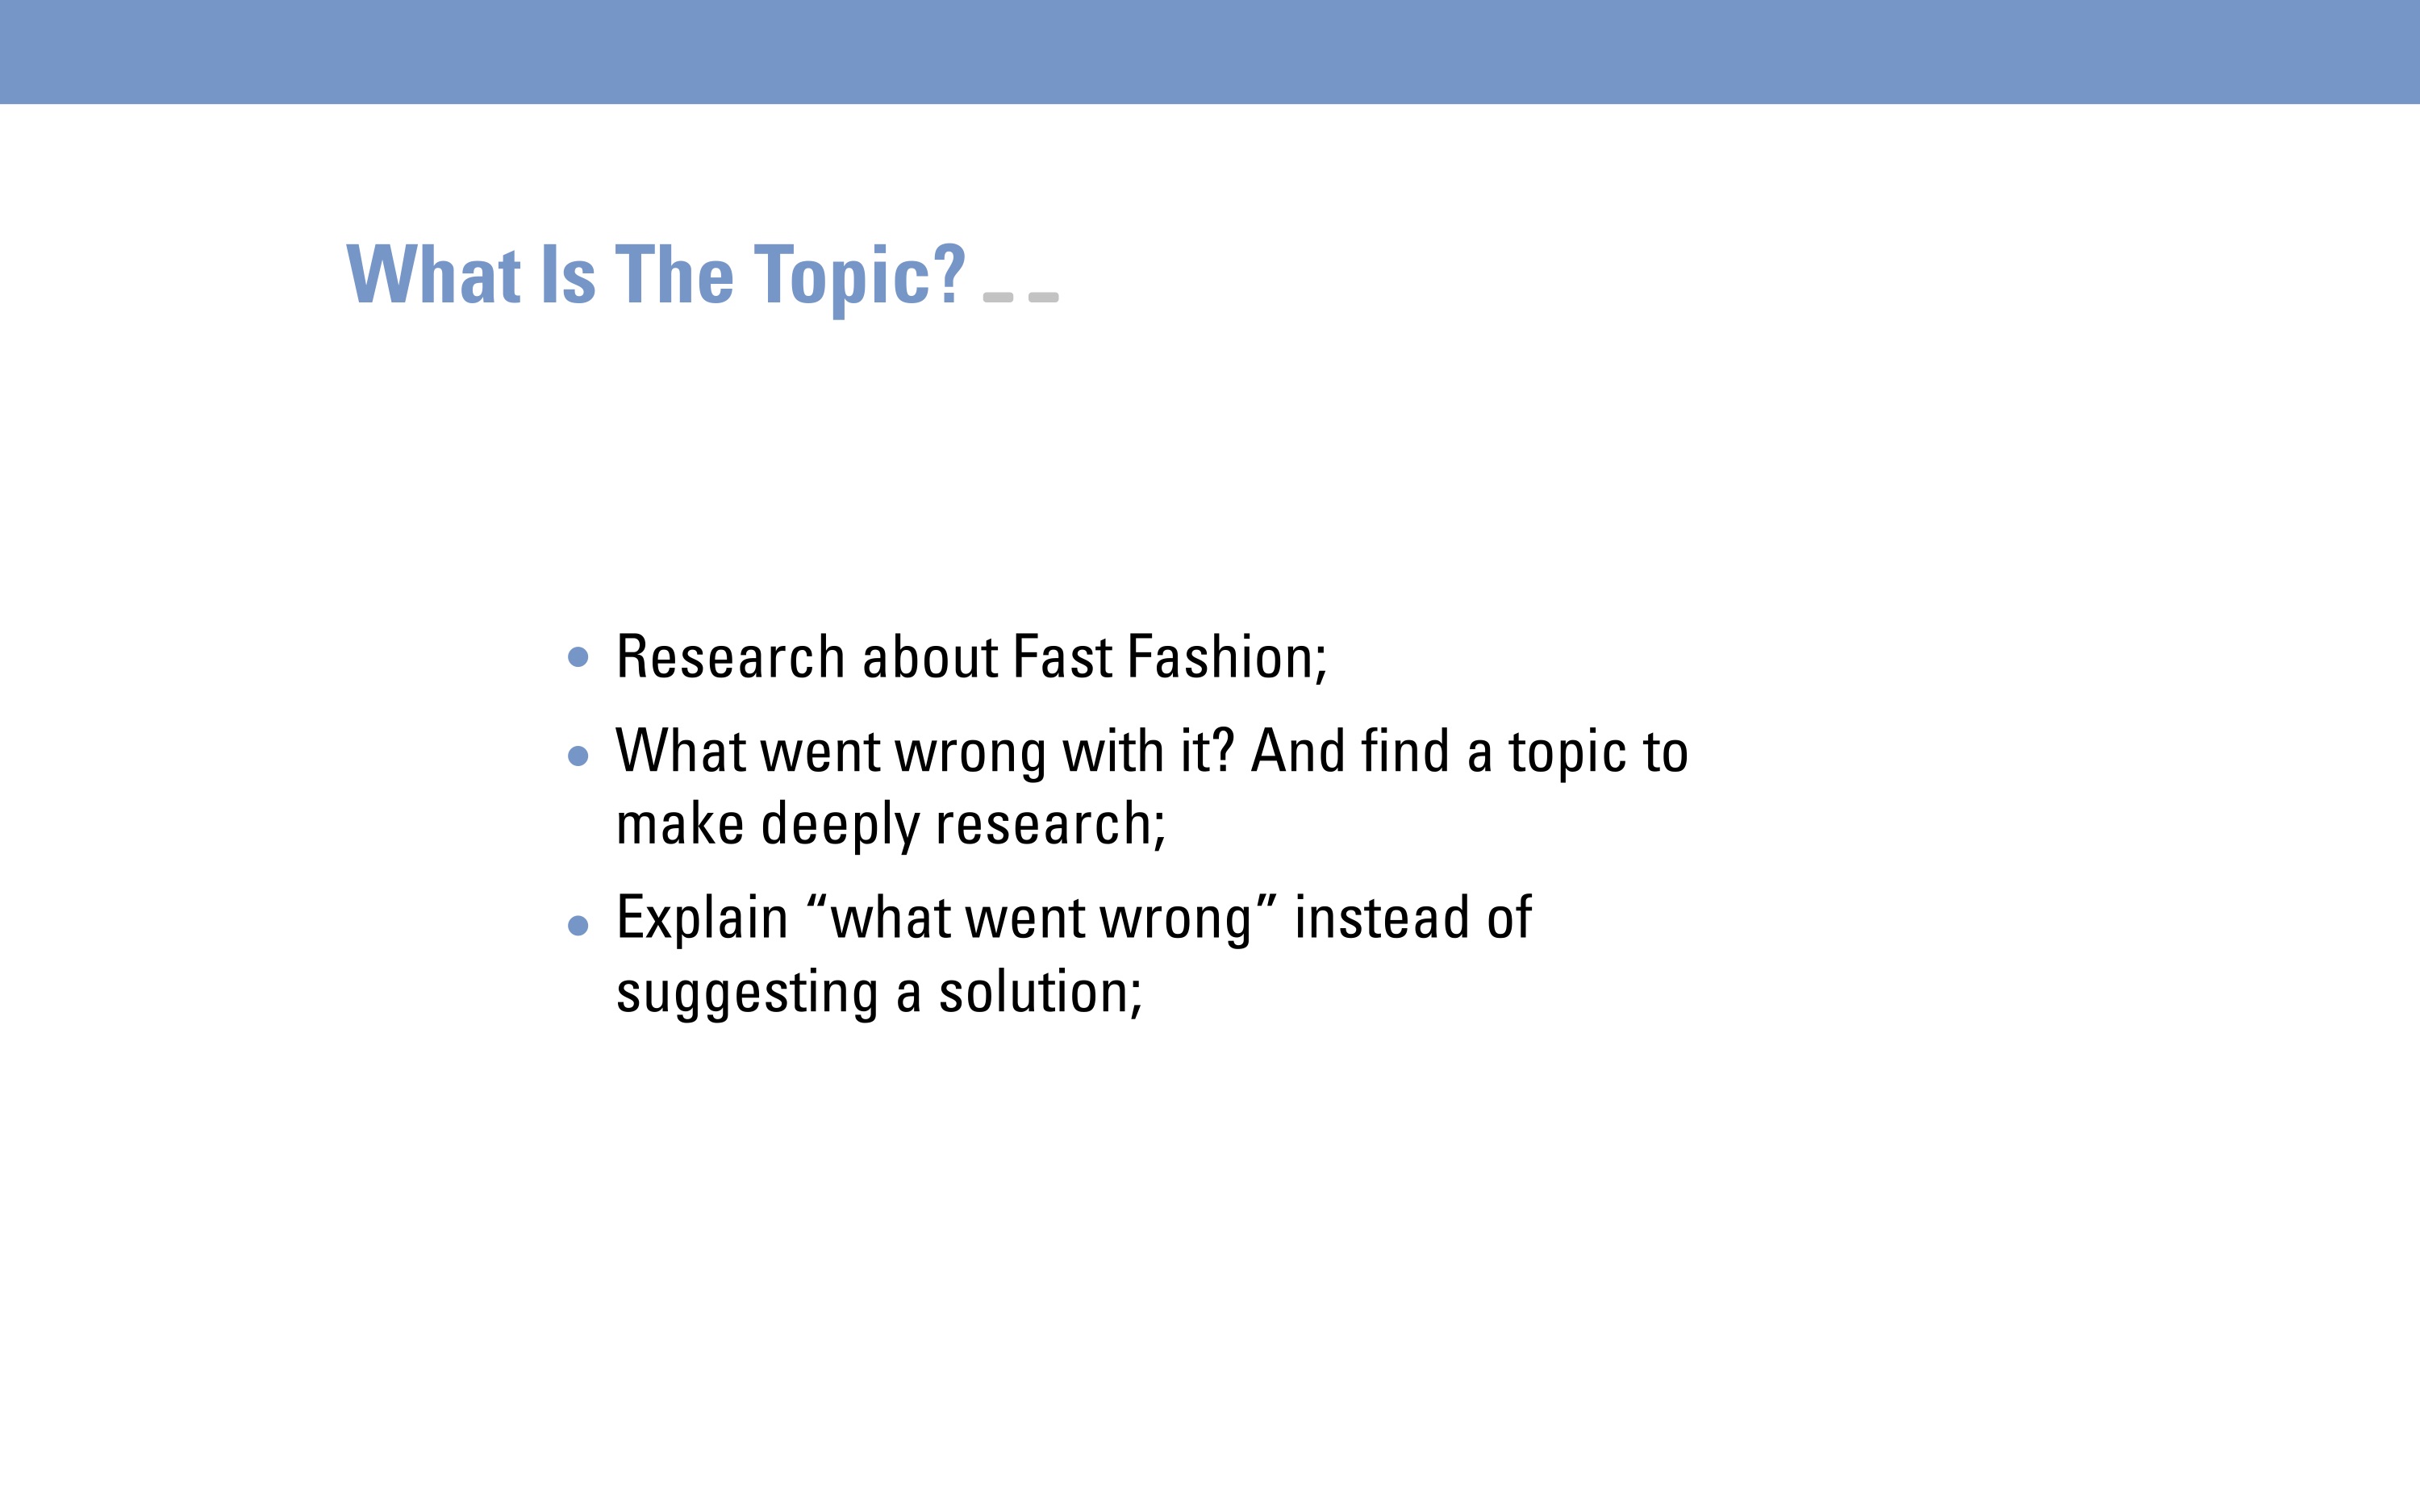 What Is The Topic? _ _
• Research about Fast Fashion;
• What went wrong with it? And find a topic to
make deeply research;
• Explain “what went wrong” instead of
suggesting a solution;